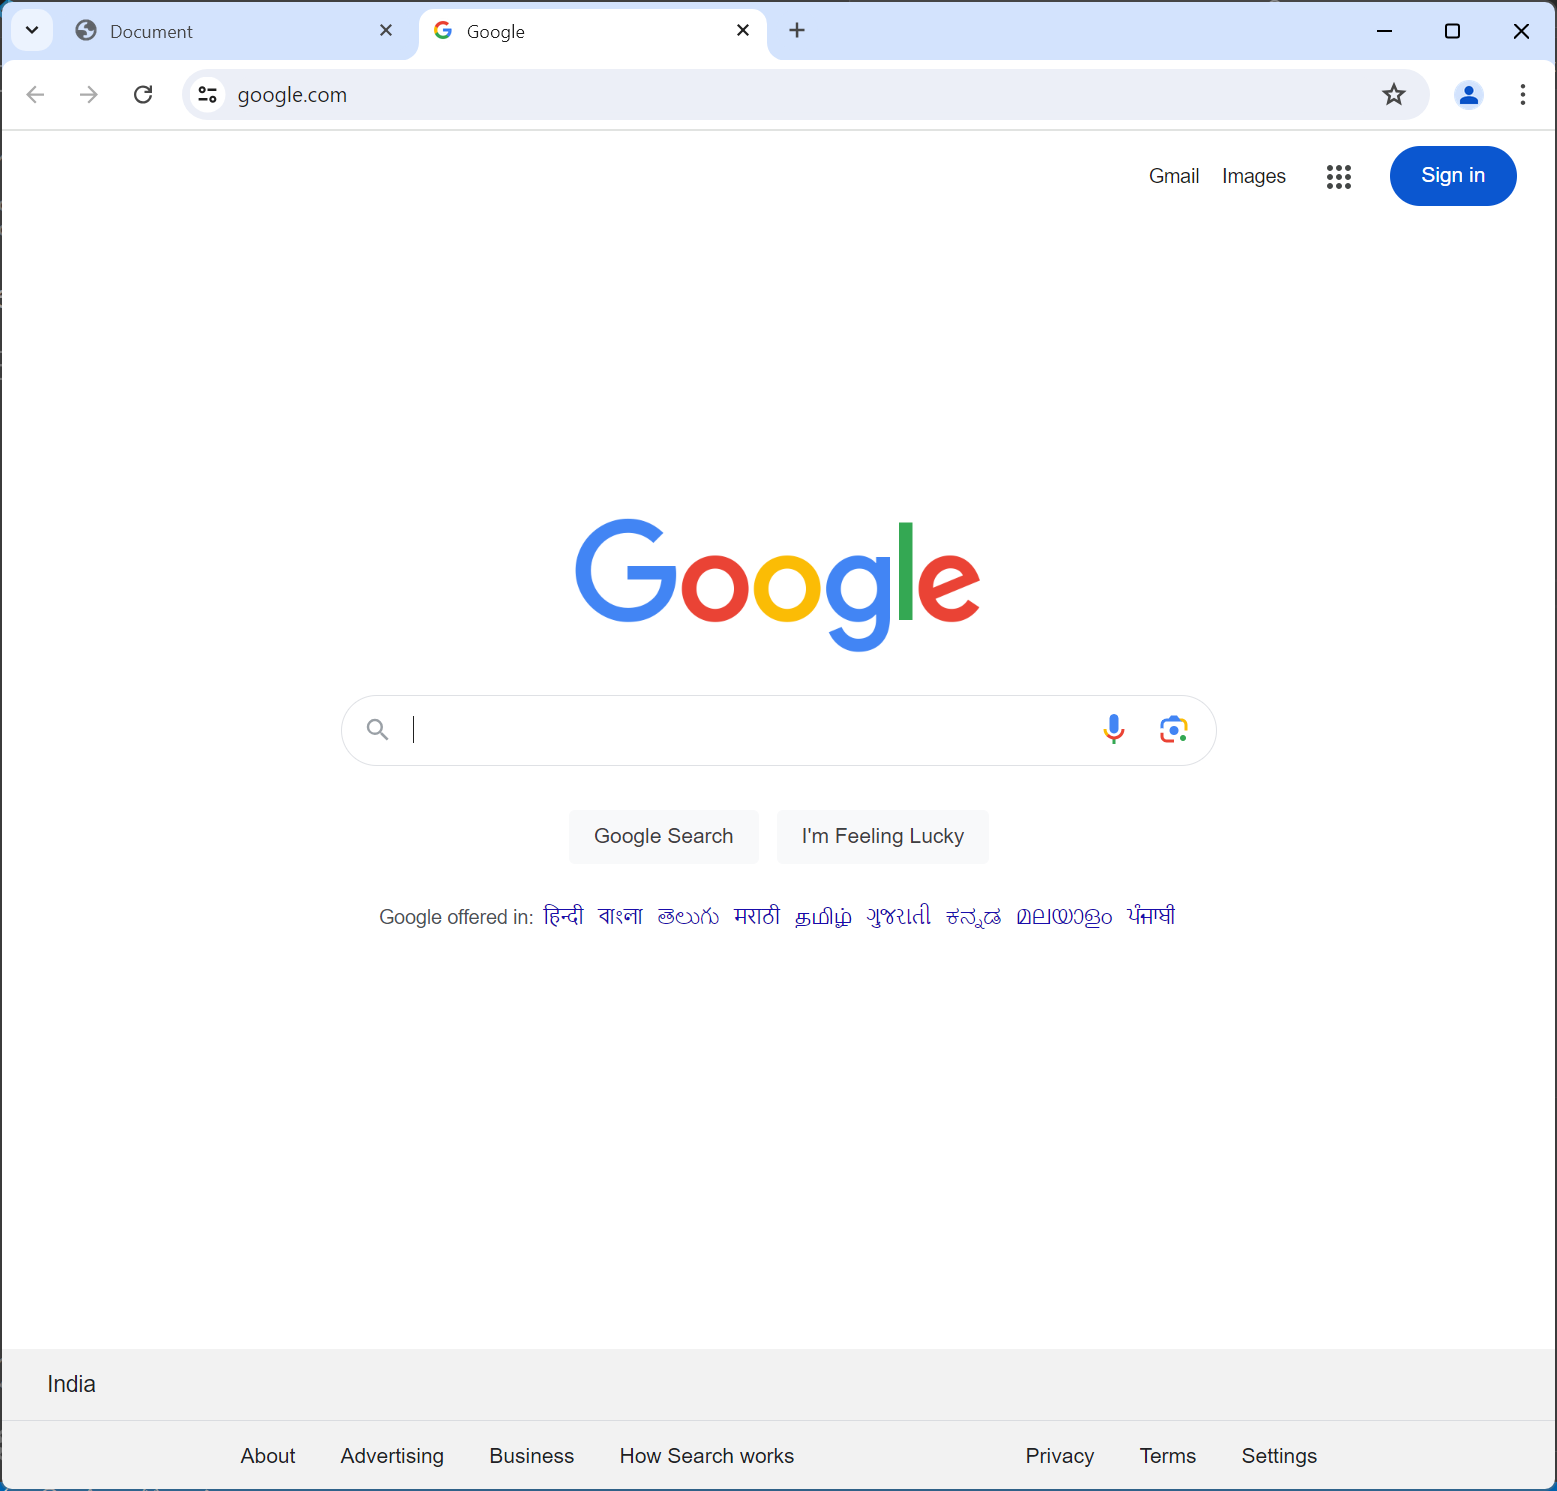 Document
Google
google.com
Gmail Images Sign in
Google
Google Search I'm Feeling Lucky
Google offered in: हिन्दी বাংলা తెలుగు मराठी தமிழ் ગુજરાતી ಕನ್ನಡ മലയാളം ਪੰਜਾਬੀ
India
About Advertising Business How Search works Privacy Terms Settings